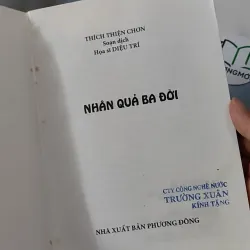 THÍCH THIỆN CHƠN
Soạn dịch
Họa sĩ DIỆU TRÍ
NHÂN QUẢ BA ĐỜI
CTY CÔNG NGHỆ NƯỚC
TRƯỜNG XUÂN
KÍNH TẶNG
NHÀ XUẤT BẢN PHƯƠNG ĐÔNG